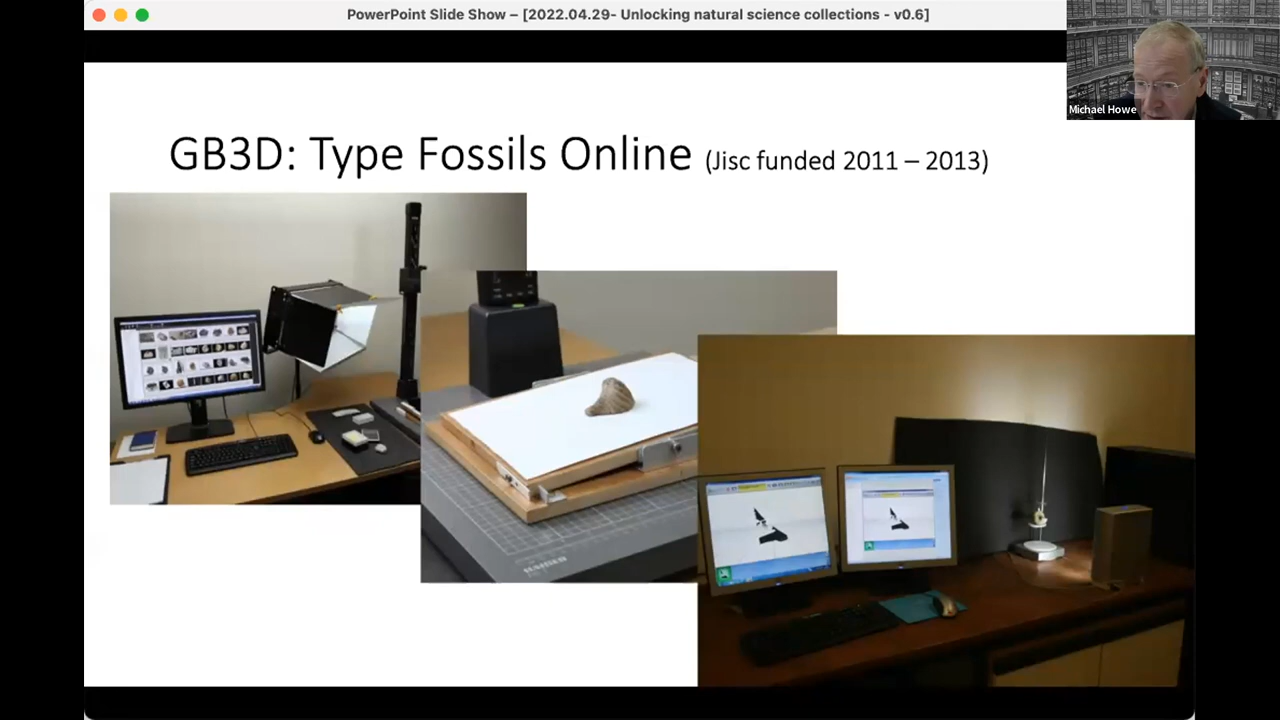 PowerPoint Slide Show – [2022.04.29- Unlocking natural science collections - v0.6]
Michael Howe
GB3D: Type Fossils Online (Jisc funded 2011 – 2013)